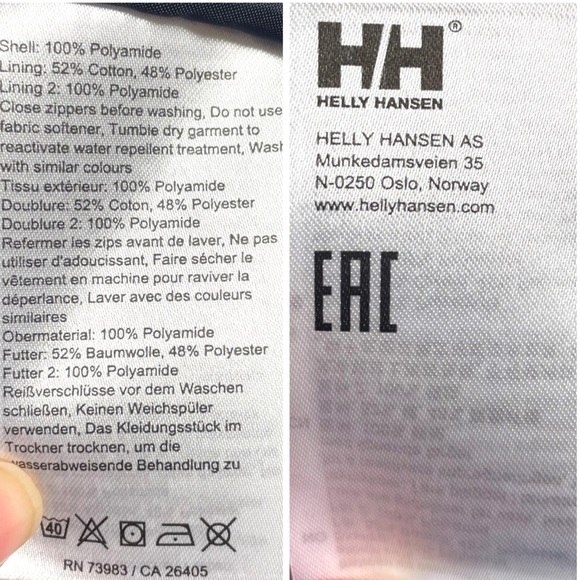 Shell: 100% Polyamide
Lining: 52% Cotton, 48% Polyester
Lining 2: 100% Polyamide
Close zippers before washing, Do not use
fabric softener, Tumble dry garment to
reactivate water repellent treatment, Wash
with similar colours
Tissu extérieur: 100% Polyamide
Doublure: 52% Coton, 48% Polyester
Doublure 2: 100% Polyamide
Refermer les zips avant de laver, Ne pas
utiliser d'adoucissant, Faire sécher le
vêtement en machine pour raviver la
déperlance, Laver avec des couleurs
similaires
Obermaterial: 100% Polyamide
Futter: 52% Baumwolle, 48% Polyester
Futter 2: 100% Polyamide
Reißverschlüsse vor dem Waschen
schließen, Keinen Weichspüler
verwenden, Das Kleidungsstück im
Trockner trocknen, um die
wasserabweisende Behandlung zu
40
RN 73983 / CA 26405
HH®
HELLY HANSEN
HELLY HANSEN AS
Munkedamsveien 35
N-0250 Oslo, Norway
www.hellyhansen.com
EAC